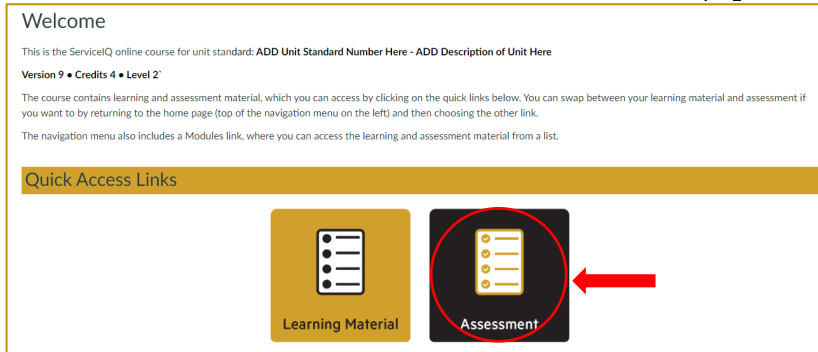 Welcome
This is the ServiceIQ online course for unit standard: ADD Unit Standard Number Here - ADD Description of Unit Here
Version 9 • Credits 4 • Level 2`
The course contains learning and assessment material, which you can access by clicking on the quick links below. You can swap between your learning material and assessment if
you want to by returning to the home page (top of the navigation menu on the left) and then choosing the other link.
The navigation menu also includes a Modules link, where you can access the learning and assessment material from a list.
Quick Access Links
Learning Material
Assessment